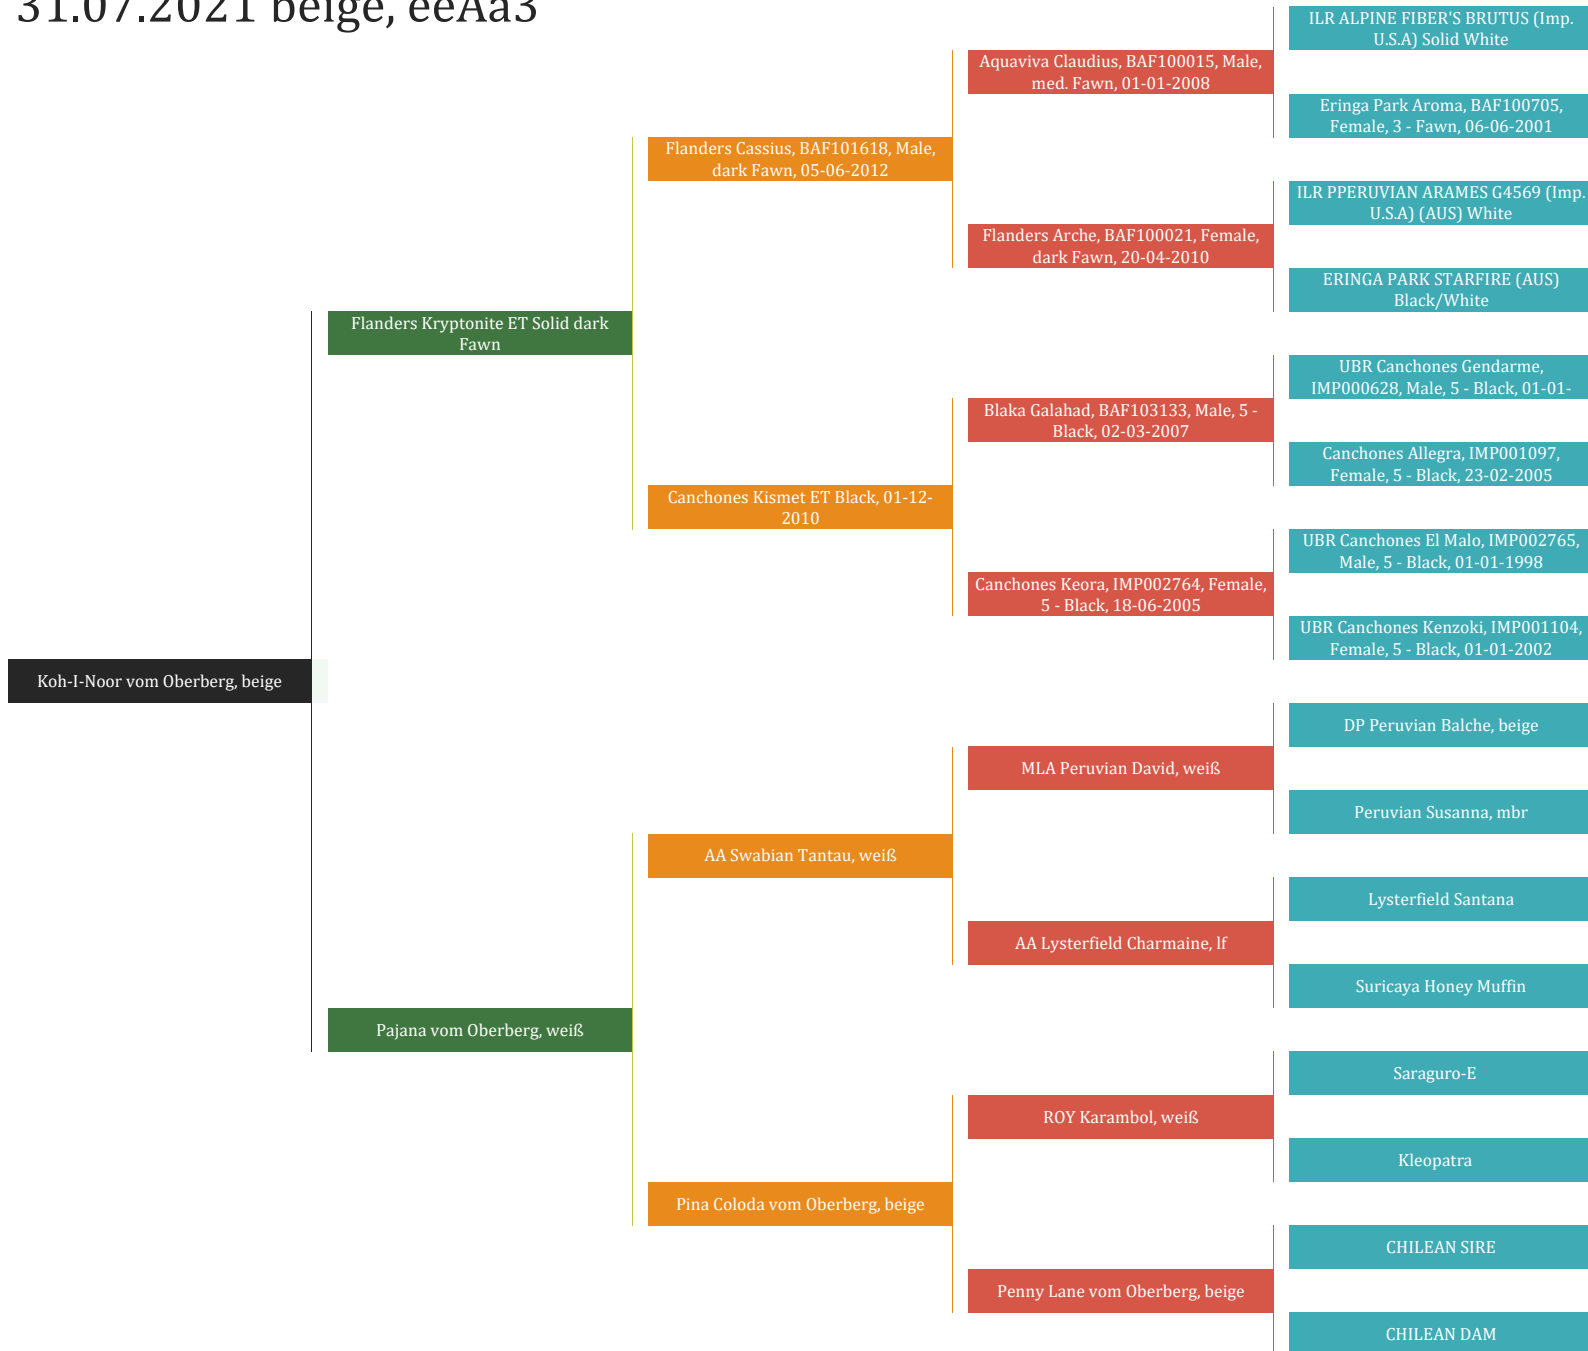 31.07.2021 beige, eeAa3
ILR ALPINE FIBER'S BRUTUS (Imp.
U.S.A) Solid White
Aquaviva Claudius, BAF100015, Male,
med. Fawn, 01-01-2008
Eringa Park Aroma, BAF100705,
Female, 3 - Fawn, 06-06-2001
Flanders Cassius, BAF101618, Male,
dark Fawn, 05-06-2012
ILR PPERUVIAN ARAMES G4569 (Imp.
U.S.A) (AUS) White
Flanders Arche, BAF100021, Female,
dark Fawn, 20-04-2010
ERINGA PARK STARFIRE (AUS)
Black/White
Flanders Kryptonite ET Solid dark
Fawn
UBR Canchones Gendarme,
IMP000628, Male, 5 - Black, 01-01-
Blaka Galahad, BAF103133, Male, 5 -
Black, 02-03-2007
Canchones Allegra, IMP001097,
Female, 5 - Black, 23-02-2005
Canchones Kismet ET Black, 01-12-
2010
UBR Canchones El Malo, IMP002765,
Male, 5 - Black, 01-01-1998
Canchones Keora, IMP002764, Female,
5 - Black, 18-06-2005
UBR Canchones Kenzoki, IMP001104,
Female, 5 - Black, 01-01-2002
Koh-I-Noor vom Oberberg, beige
DP Peruvian Balche, beige
MLA Peruvian David, weiß
Peruvian Susanna, mbr
AA Swabian Tantau, weiß
Lysterfield Santana
AA Lysterfield Charmaine, lf
Suricaya Honey Muffin
Pajana vom Oberberg, weiß
Saraguro-E
ROY Karambol, weiß
Kleopatra
Pina Coloda vom Oberberg, beige
CHILEAN SIRE
Penny Lane vom Oberberg, beige
CHILEAN DAM